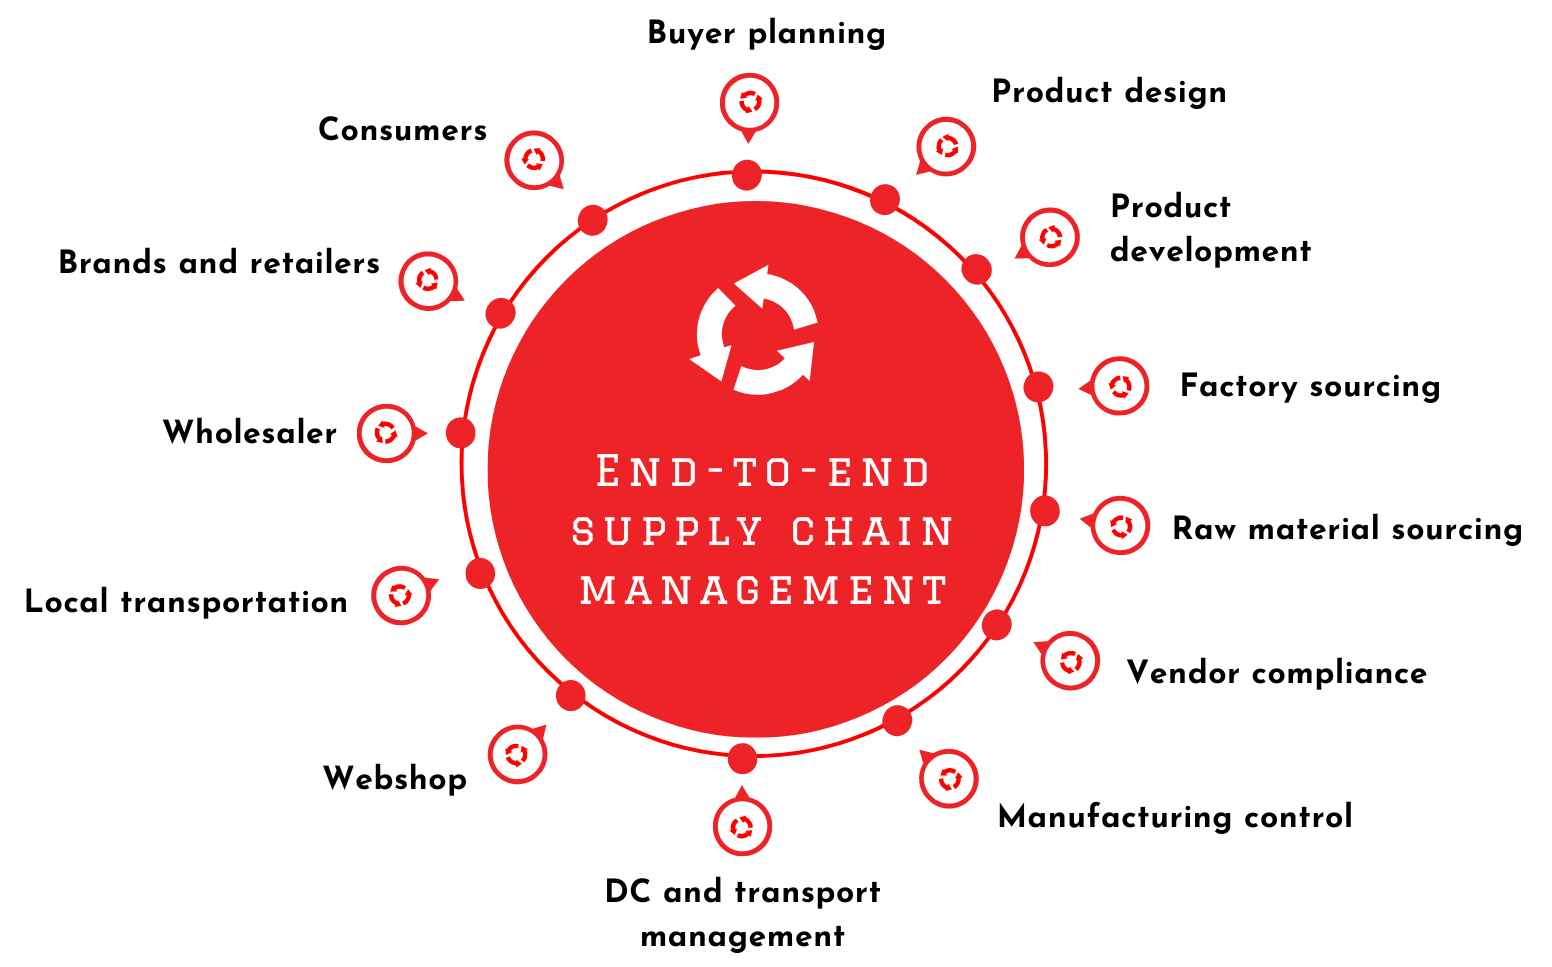 Buyer planning
Product design
Product
development
Factory sourcing
Raw material sourcing
Vendor compliance
Manufacturing control
DC and transport
management
Webshop
Local transportation
Wholesaler
Brands and retailers
Consumers
End-to-end
supply chain
management